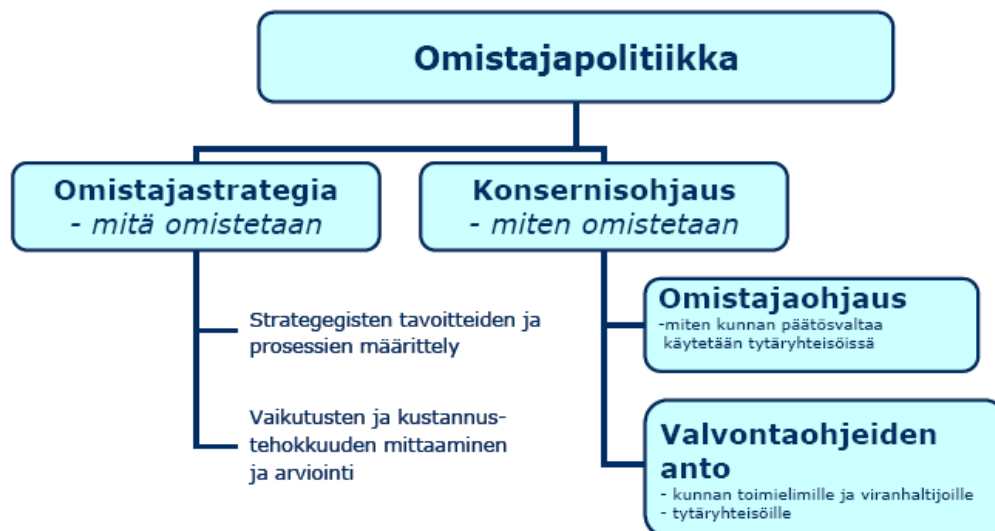 Omistajapolitiikka
Omistajastrategia
- mitä omistetaan
Konsernisohjaus
- miten omistetaan
Strategegisten tavoitteiden ja
prosessien määrittely
Vaikutusten ja kustannus-
tehokkuuden mittaaminen
ja arviointi
Omistajaohjaus
-miten kunnan päätösvaltaa
käytetään tytäryhteisöissä
Valvontaohjeiden
anto
- kunnan toimielimille ja viranhaltijoille
- tytäryhteisöille